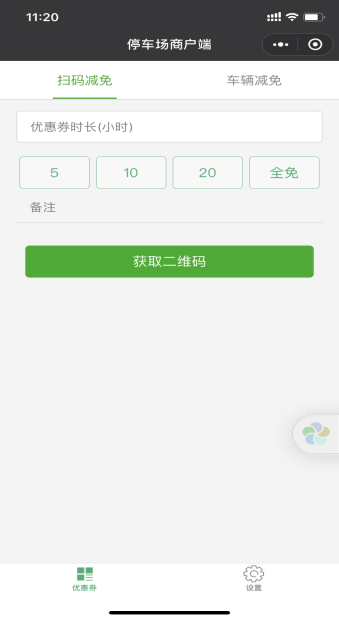 11:20
停车场商户端
扫码减免 车辆减免
优惠券时长(小时)
5 10 20 全免
备注
获取二维码
优惠券 设置